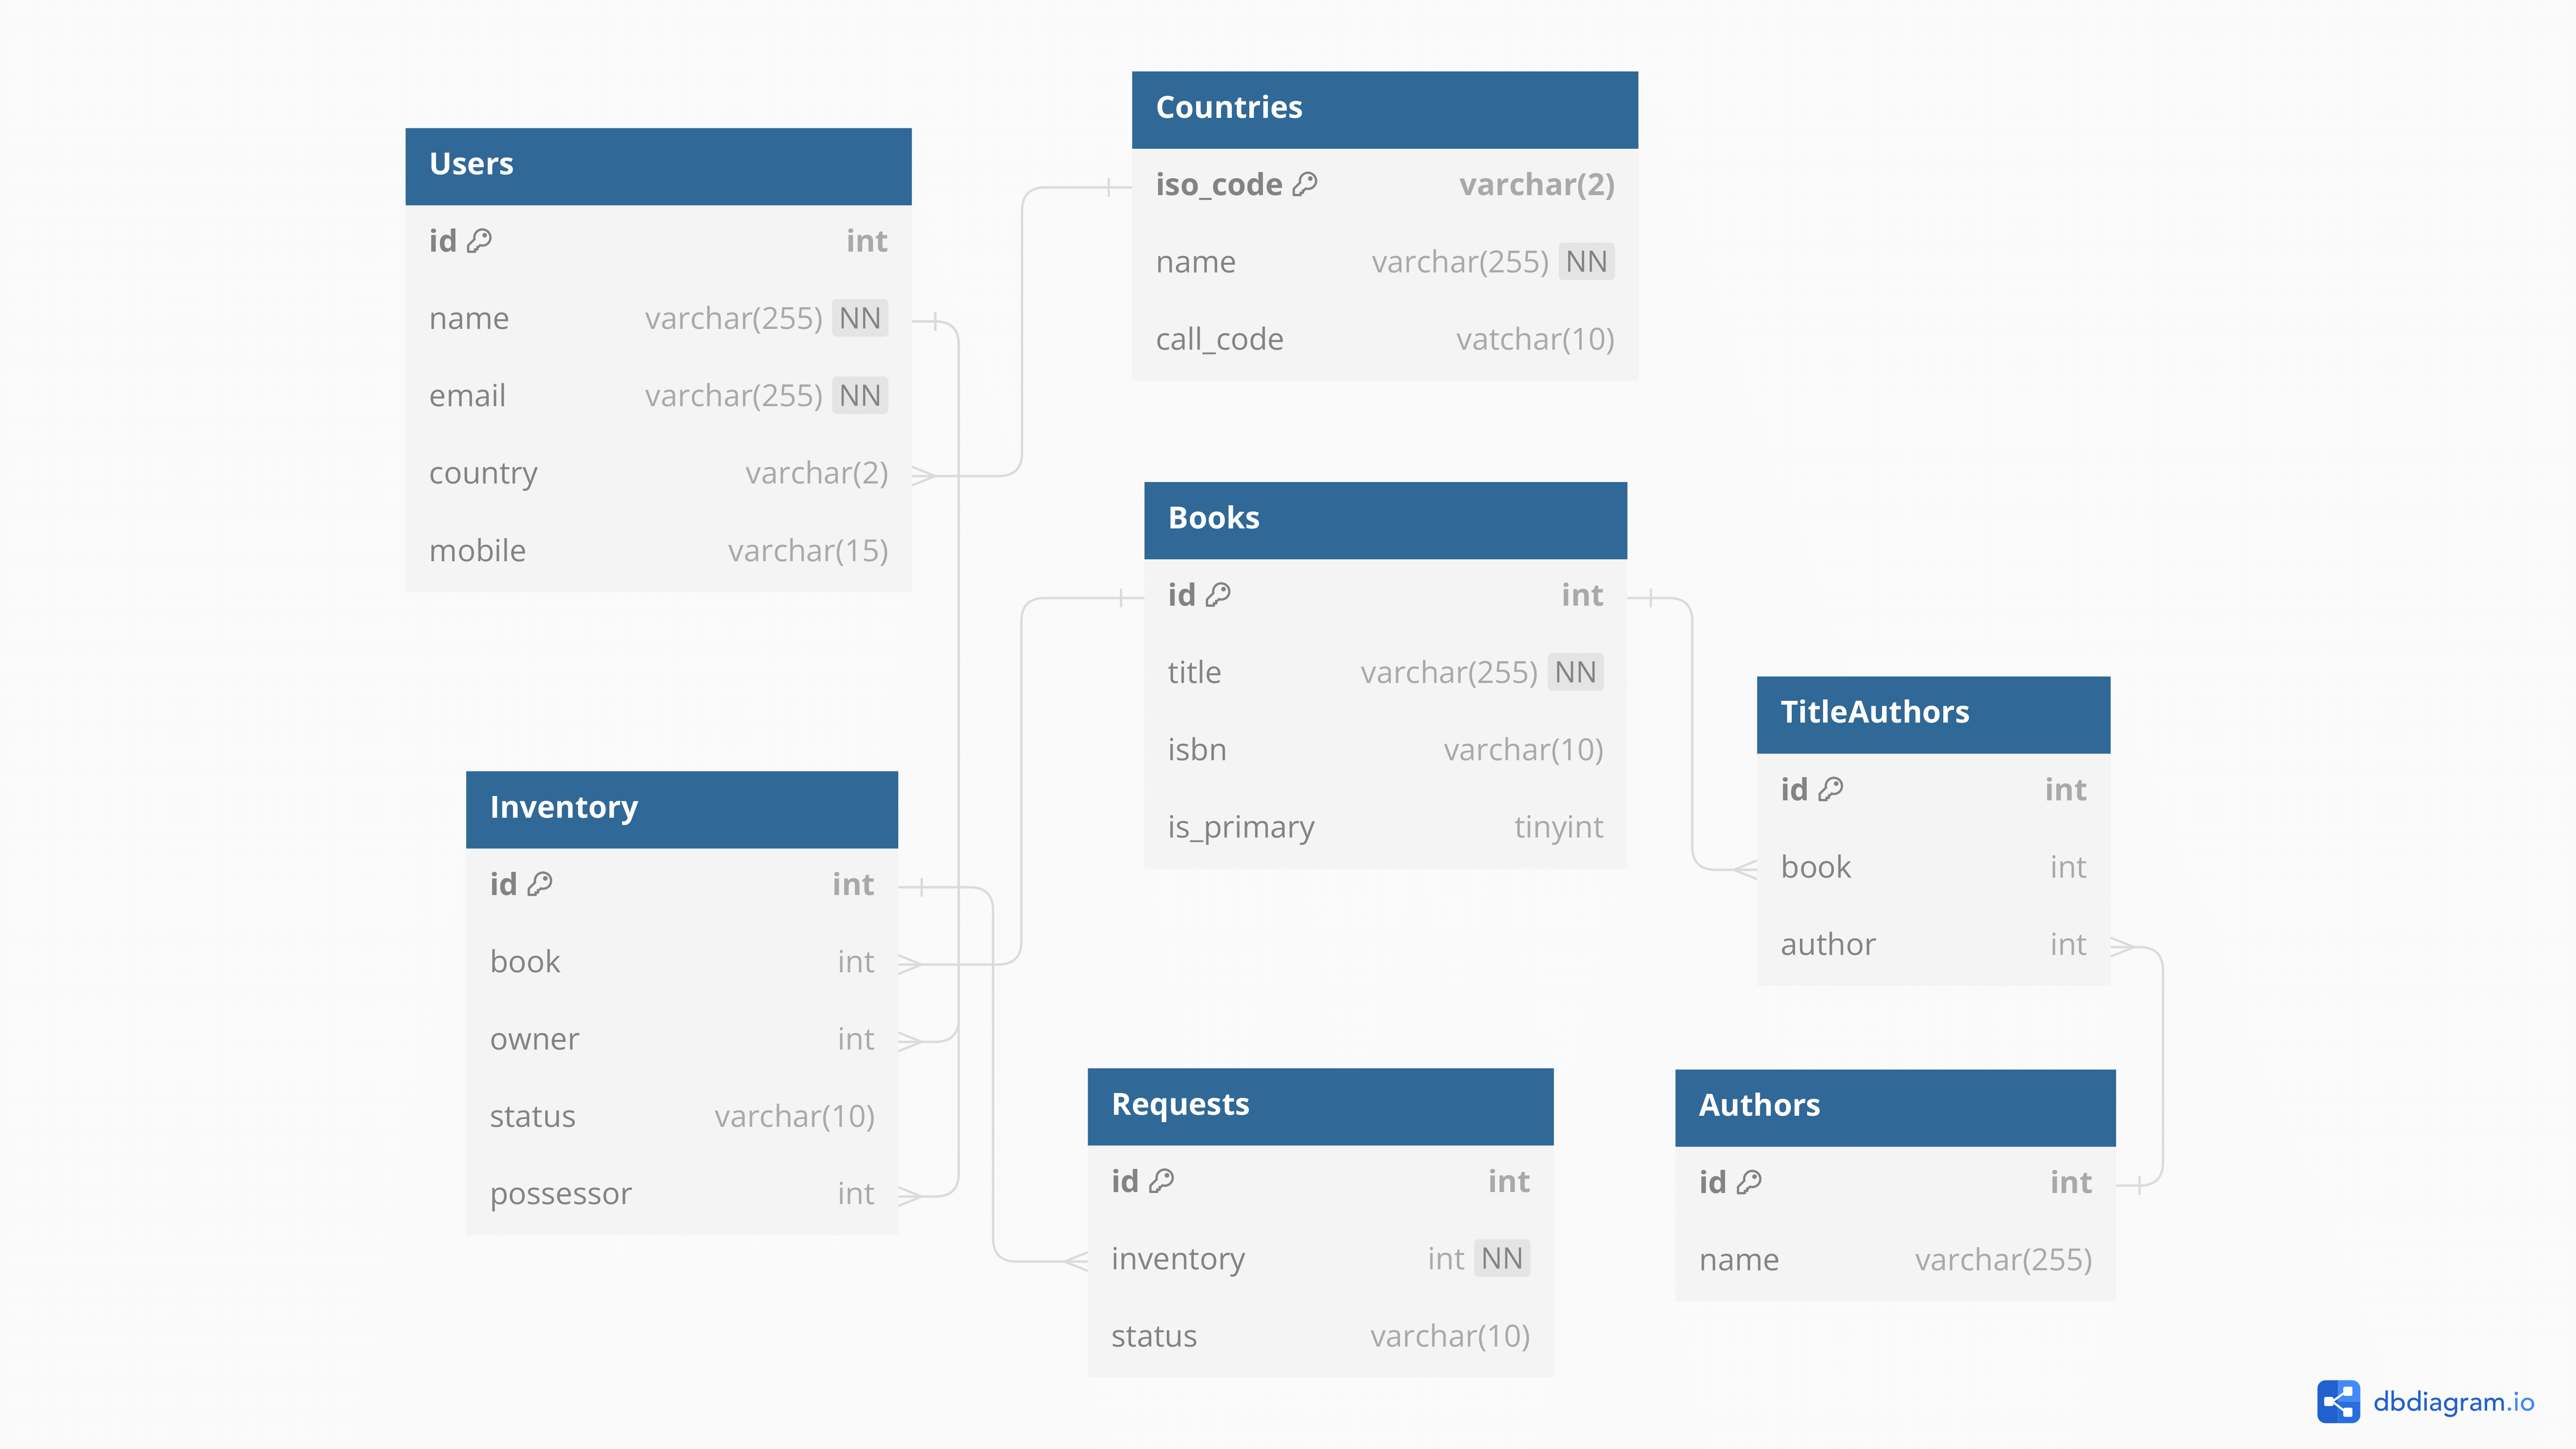 Users
id int
name varchar(255) NN
email varchar(255) NN
country varchar(2)
mobile varchar(15)
Countries
iso_code varchar(2)
name varchar(255) NN
call_code vatchar(10)
Books
id int
title varchar(255) NN
isbn varchar(10)
is_primary tinyint
TitleAuthors
id int
book int
author int
Inventory
id int
book int
owner int
status varchar(10)
possessor int
Requests
id int
inventory int NN
status varchar(10)
Authors
id int
name varchar(255)
dbdiagram.io